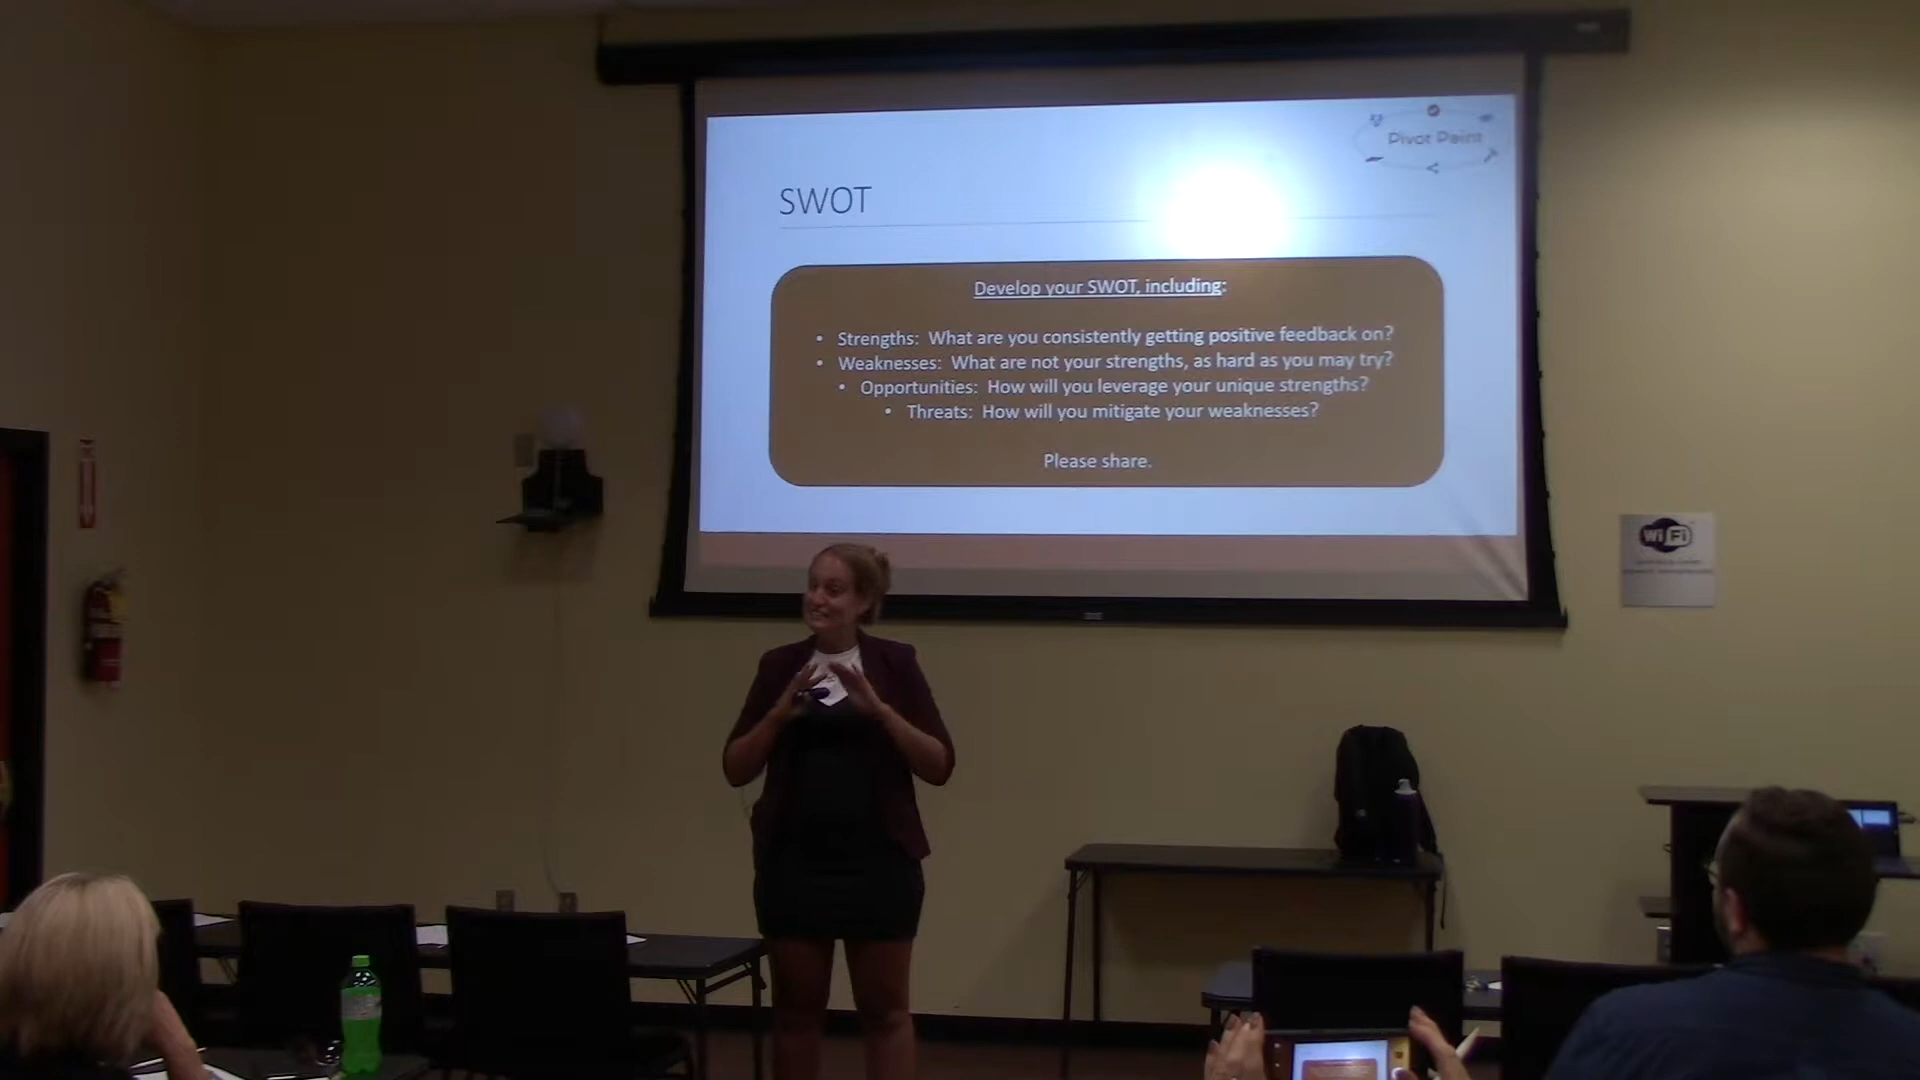 Pivot Point
SWOT
Develop your SWOT, including:
• Strengths: What are you consistently getting positive feedback on?
• Weaknesses: What are not your strengths, as hard as you may try?
• Opportunities: How will you leverage your unique strengths?
• Threats: How will you mitigate your weaknesses?
Please share.
Wi Fi